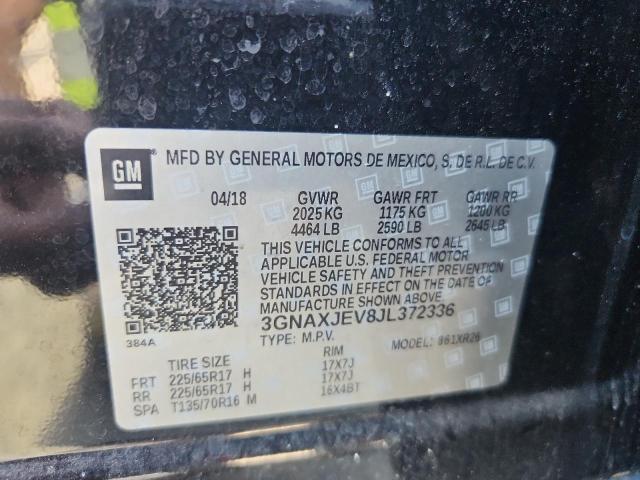 GM MFD BY GENERAL MOTORS DE MEXICO, S. DE R.L. DE C.V.
04/18 GVWR GAWR FRT GAWR RR
2025 KG 1175 KG 1200 KG
4464 LB 2590 LB 2645 LB
THIS VEHICLE CONFORMS TO ALL
APPLICABLE U.S. FEDERAL MOTOR
VEHICLE SAFETY AND THEFT PREVENTION
STANDARDS IN EFFECT ON THE DATE OF
MANUFACTURE SHOWN ABOVE.
3GNAXJEV8JL372336
384A TYPE: M.P.V. MODEL: 961XR26
TIRE SIZE RIM
FRT 225/65R17 H 17X7J
RR 225/65R17 H 17X7J
SPA T135/70R16 M 16X4BT